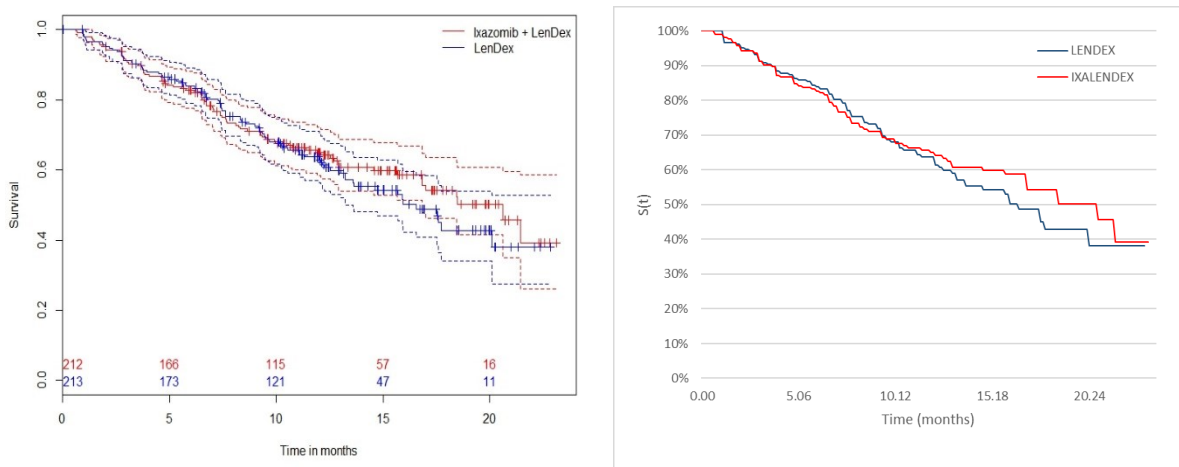 Ixazomib + LenDex
LenDex
1.0
0.8
0.6
0.4
0.2
0.0
Survival
212 166 115 57 16
213 173 121 47 11
0 5 10 15 20
Time in months
100%
90%
80%
70%
60%
50%
40%
30%
20%
10%
0%
S(t)
LENDEX
IXALENDEX
0.00 5.06 10.12 15.18 20.24
Time (months)